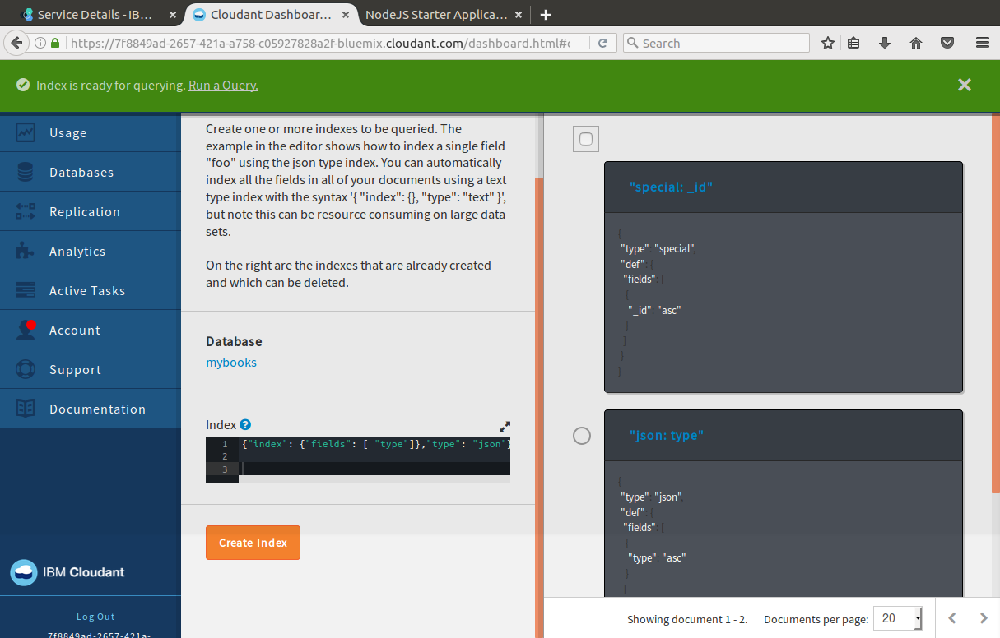 Service Details - IB...
Cloudant Dashboar...
NodeJS Starter Applica...
https://7f8849ad-2657-421a-a758-c05927828a2f-bluemix.cloudant.com/dashboard.html#
Search
Index is ready for querying. Run a Query.
Usage
Databases
Replication
Analytics
Active Tasks
Account
Support
Documentation
IBM Cloudant
Log Out
7f8849ad-2657-421a-
Create one or more indexes to be queried. The
example in the editor shows how to index a single field
"foo" using the json type index. You can automatically
index all the fields in all of your documents using a text
type index with the syntax '{ "index": {}, "type": "text" }',
but note this can be resource consuming on large data
sets.
On the right are the indexes that are already created
and which can be deleted.
Database
mybooks
Index
1 {"index": {"fields": [ "type"]},"type": "json"}
2
3
Create Index
"special: _id"
{
"type": "special",
"def": {
"fields": [
{
"_id": "asc"
}
]
}
}
"json: type"
{
"type": "json",
"def": {
"fields": [
{
"type": "asc"
}
]
Showing document 1 - 2.
Documents per page: 20